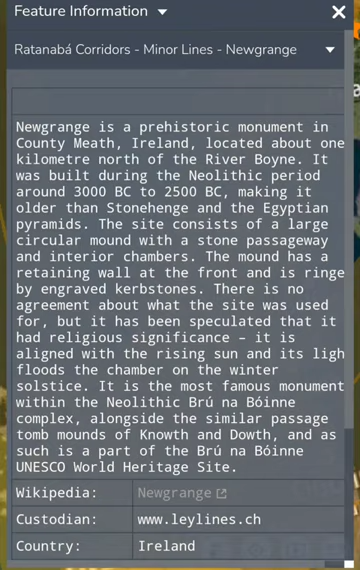 Feature Information
Ratanabá Corridors - Minor Lines - Newgrange
Newgrange is a prehistoric monument in
County Meath, Ireland, located about one
kilometre north of the River Boyne. It
was built during the Neolithic period
around 3000 BC to 2500 BC, making it
older than Stonehenge and the Egyptian
pyramids. The site consists of a large
circular mound with a stone passageway
and interior chambers. The mound has a
retaining wall at the front and is ringe
by engraved kerbstones. There is no
agreement about what the site was used
for, but it has been speculated that it
had religious significance – it is
aligned with the rising sun and its ligh
floods the chamber on the winter
solstice. It is the most famous monument
within the Neolithic Brú na Bóinne
complex, alongside the similar passage
tomb mounds of Knowth and Dowth, and as
such is a part of the Brú na Bóinne
UNESCO World Heritage Site.
Wikipedia: Newgrange
Custodian: www.leylines.ch
Country: Ireland